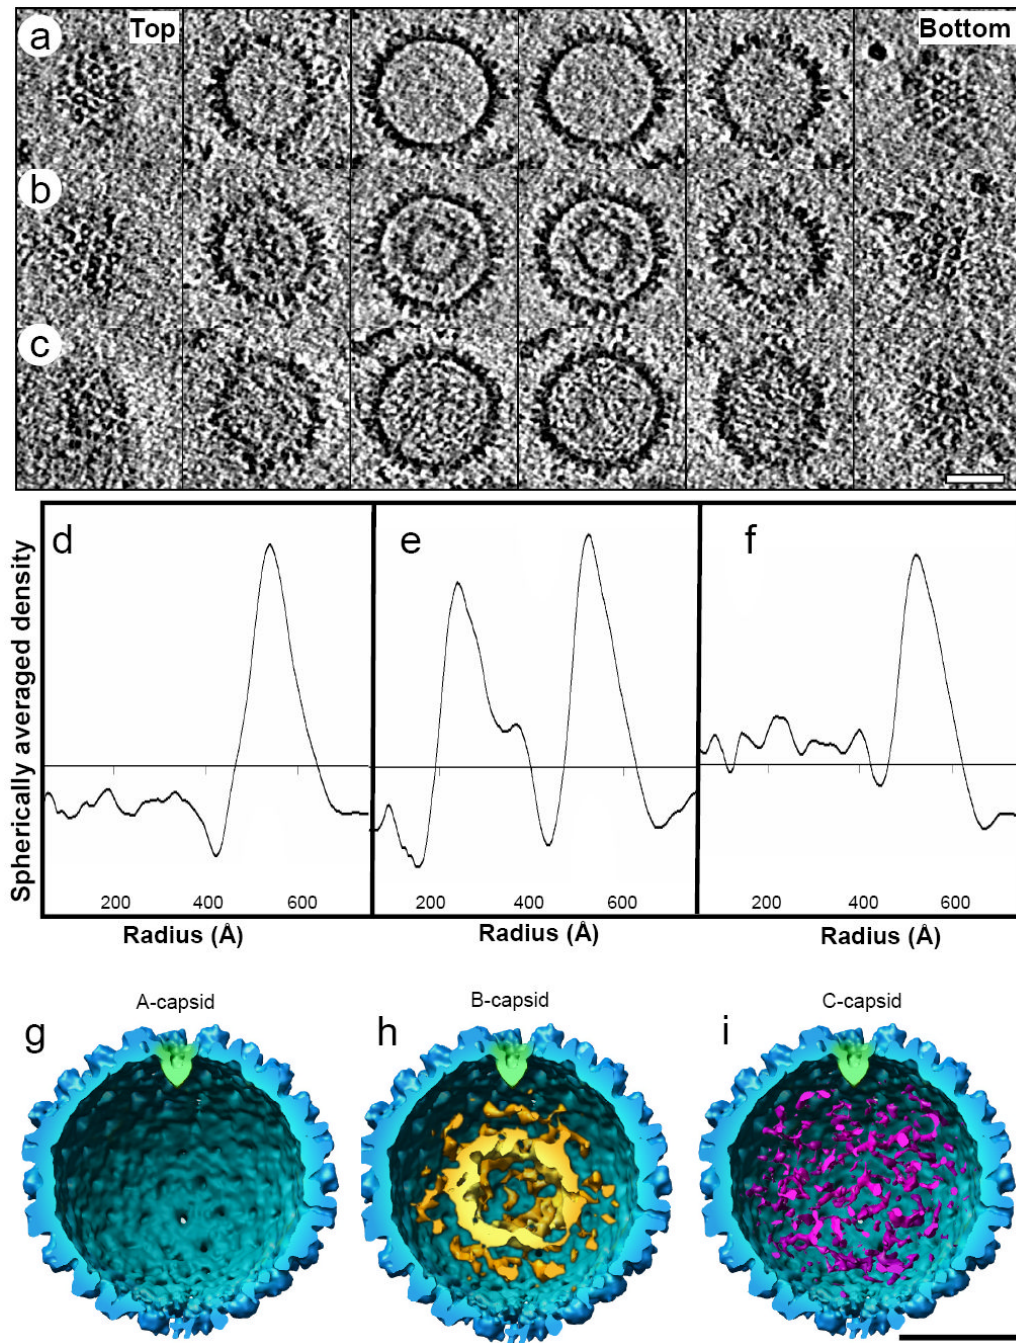 a
Top
Bottom
b
c
Spherically averaged density
d
e
f
200
400
600
200
400
600
200
400
600
Radius (Å)
Radius (Å)
Radius (Å)
A-capsid
B-capsid
C-capsid
g
h
i